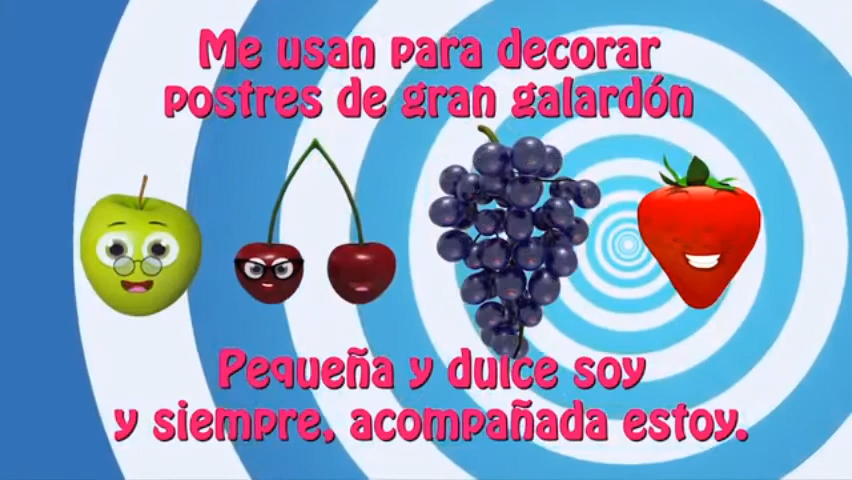 Me usan para decorar
postres de gran galardón
Pequeña y dulce soy
y siempre, acompañada estoy.